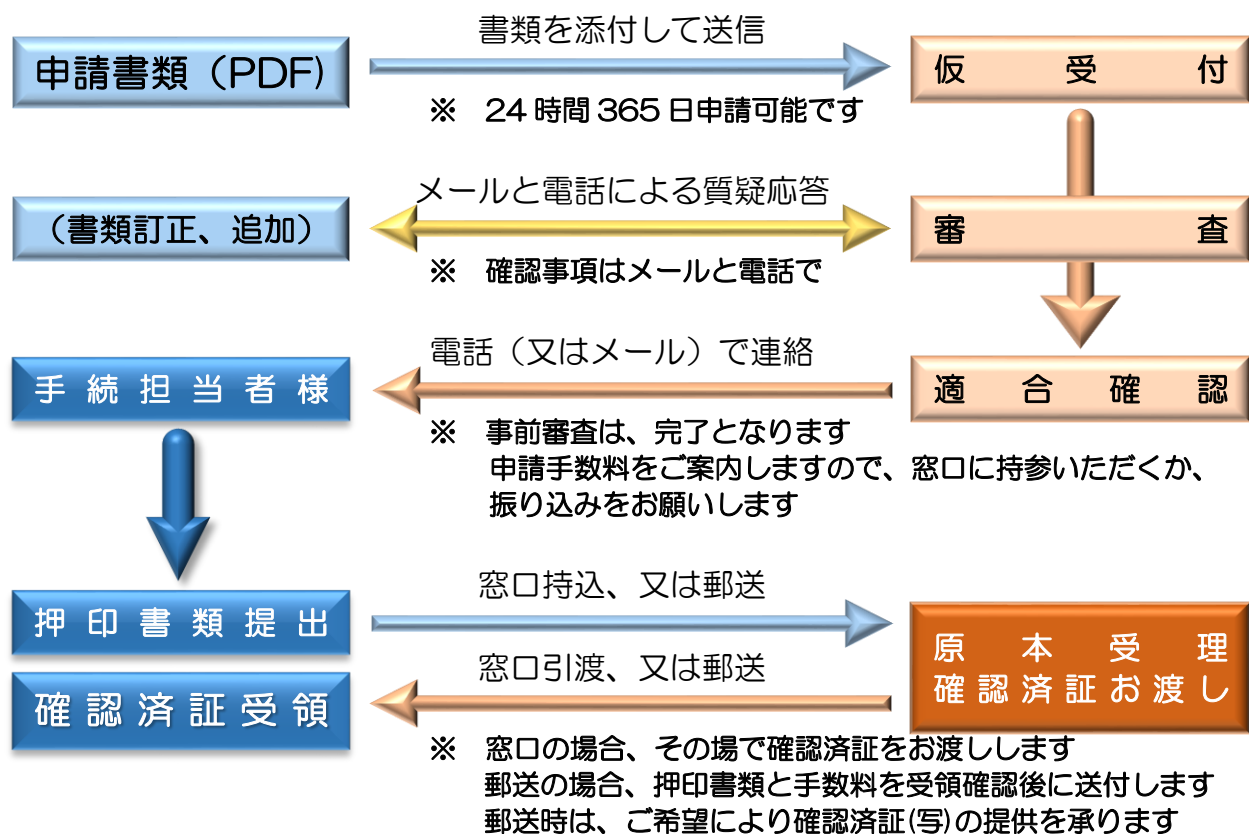 書類を添付して送信
申請書類（PDF）
仮受付
※ 24時間365日申請可能です
メールと電話による質疑応答
（書類訂正、追加）
審査
※ 確認事項はメールと電話で
電話（又はメール）で連絡
手続担当者様
適合確認
※ 事前審査は、完了となります
申請手数料をご案内しますので、窓口に持参いただくか、
振り込みをお願いします
窓口持込、又は郵送
押印書類提出
原本受理
確認済証お渡し
窓口引渡、又は郵送
確認済証受領
※ 窓口の場合、その場で確認済証をお渡しします
郵送の場合、押印書類と手数料を受領確認後に送付します
郵送時は、ご希望により確認済証(写)の提供を承ります